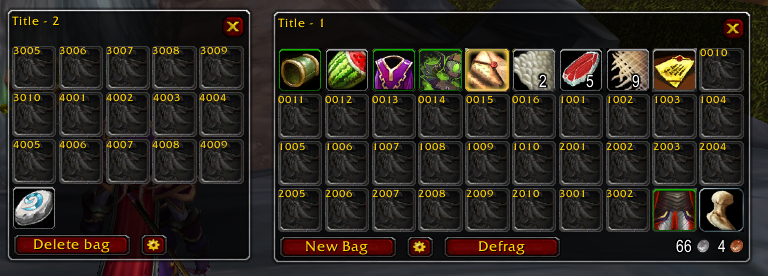 Title - 2
3005 3006 3007 3008 3009
3010 4001 4002 4003 4004
4005 4006 4007 4008 4009
Delete bag
Title - 1
2 5 9 0010
0011 0012 0013 0014 0015 0016 1001 1002 1003 1004
1005 1006 1007 1008 1009 1010 2001 2002 2003 2004
2005 2006 2007 2008 2009 2010 3001 3002
New Bag Defrag 66 4